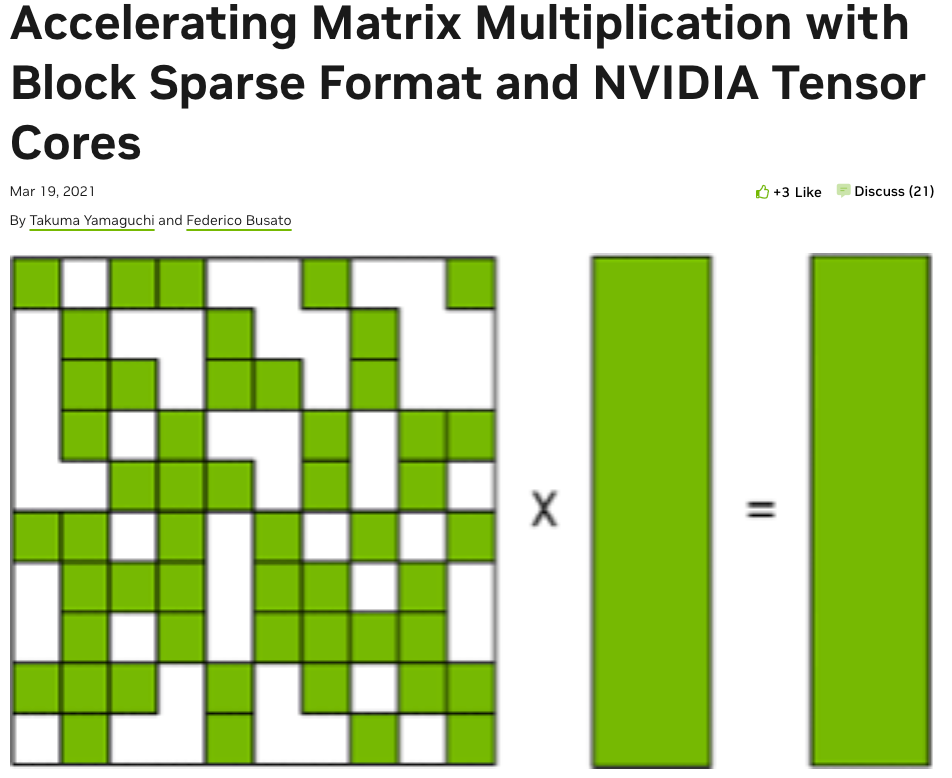 Accelerating Matrix Multiplication with
Block Sparse Format and NVIDIA Tensor
Cores
Mar 19, 2021
+3 Like
Discuss (21)
By Takuma Yamaguchi and Federico Busato
X
=